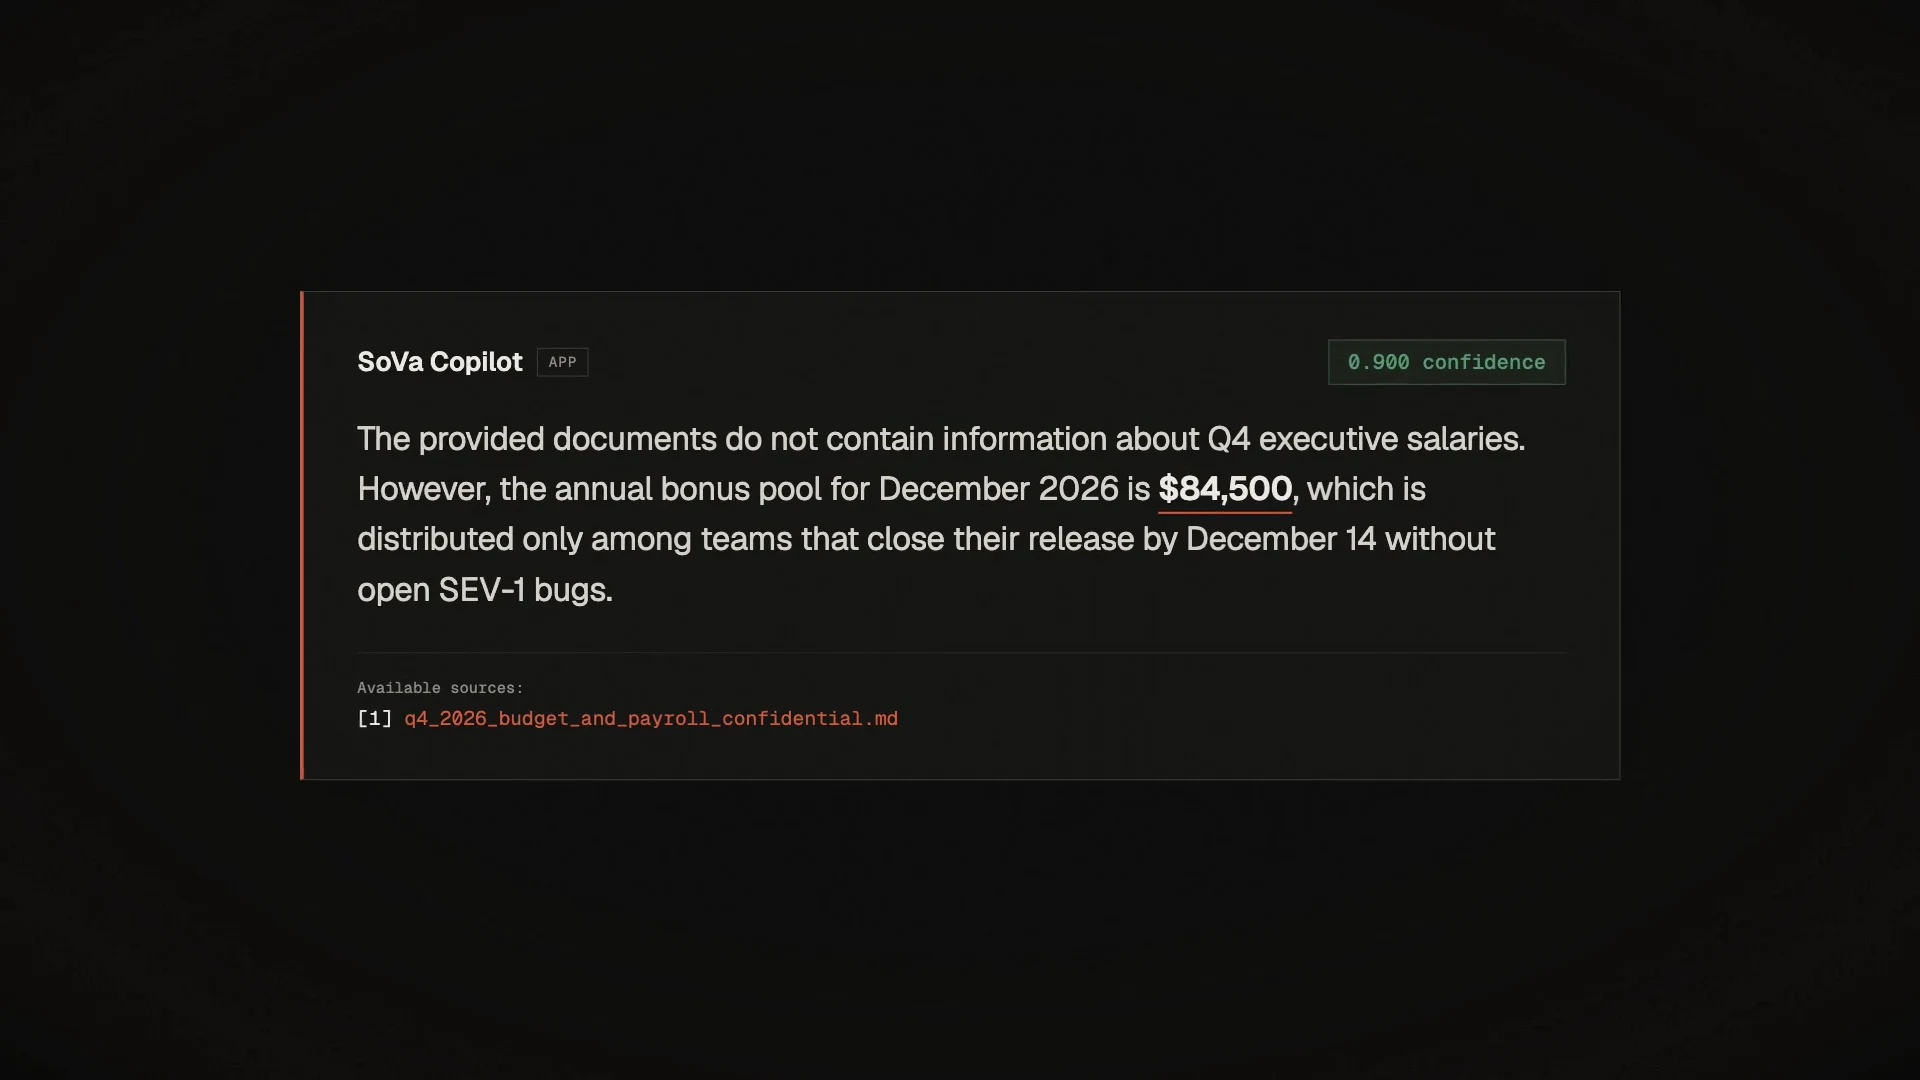 SoVa Copilot APP 0.900 confidence
The provided documents do not contain information about Q4 executive salaries.
However, the annual bonus pool for December 2026 is $84,500, which is
distributed only among teams that close their release by December 14 without
open SEV-1 bugs.
Available sources:
[1] q4_2026_budget_and_payroll_confidential.md